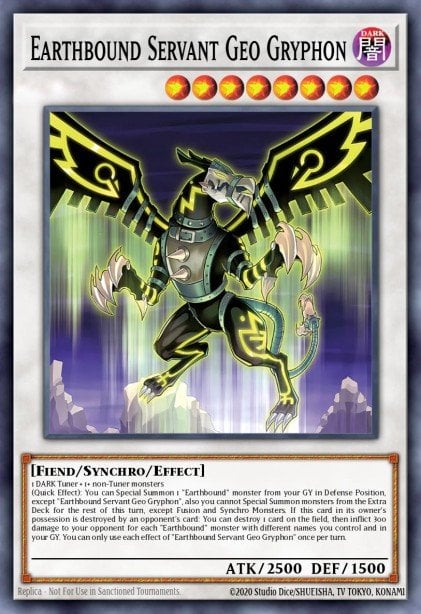 EARTHBOUND SERVANT GEO GRYPHON
DARK
闇
[FIEND/SYNCHRO/EFFECT]
1 DARK Tuner + 1+ non-Tuner monsters
(Quick Effect): You can Special Summon 1 "Earthbound" monster from your GY in Defense Position,
except "Earthbound Servant Geo Gryphon", also you cannot Special Summon monsters from the Extra
Deck for the rest of this turn, except Fusion and Synchro Monsters. If this card in its owner's
possession is destroyed by an opponent's card: You can destroy 1 card on the field, then inflict 300
damage to your opponent for each "Earthbound" monster with different names you control and in
your GY. You can only use each effect of "Earthbound Servant Geo Gryphon" once per turn.
ATK/2500 DEF/1500
Replica - Not For Use in Sanctioned Tournaments. ©2020 Studio Dice/SHUEISHA, TV TOKYO, KONAMI